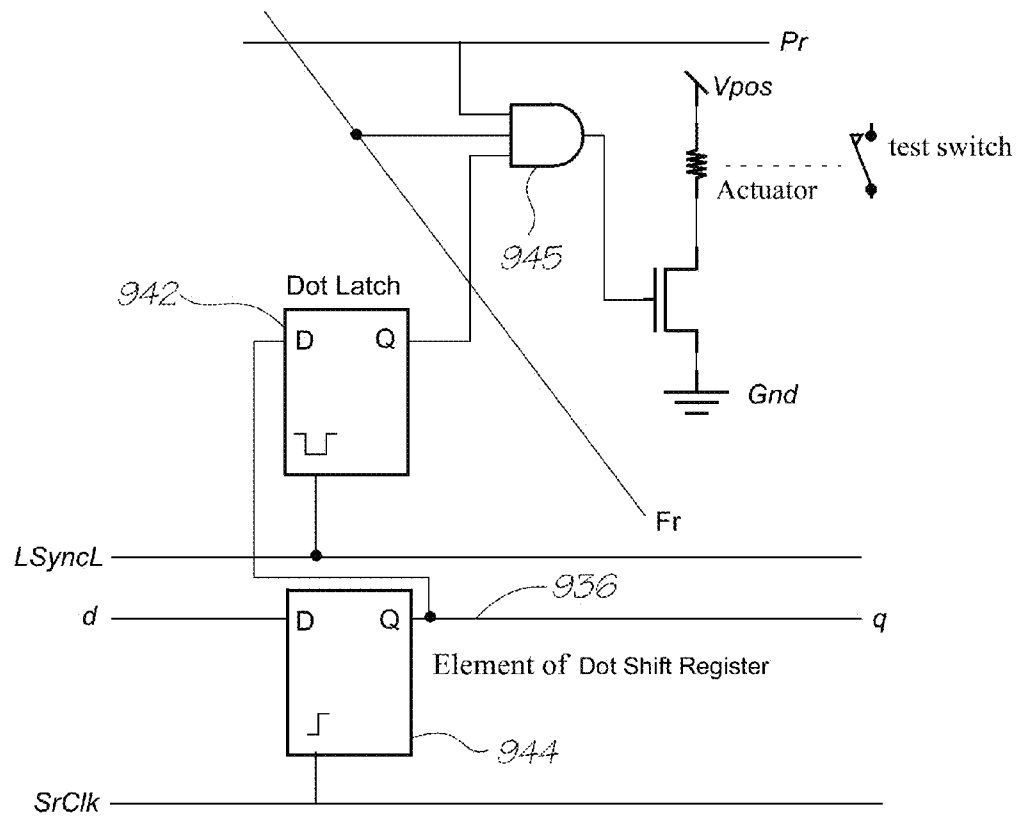 Pr
Vpos
test switch
Actuator
945
942
Dot Latch
D Q
Gnd
Fr
LSyncL
936
d
D Q
q
Element of Dot Shift Register
944
SrClk